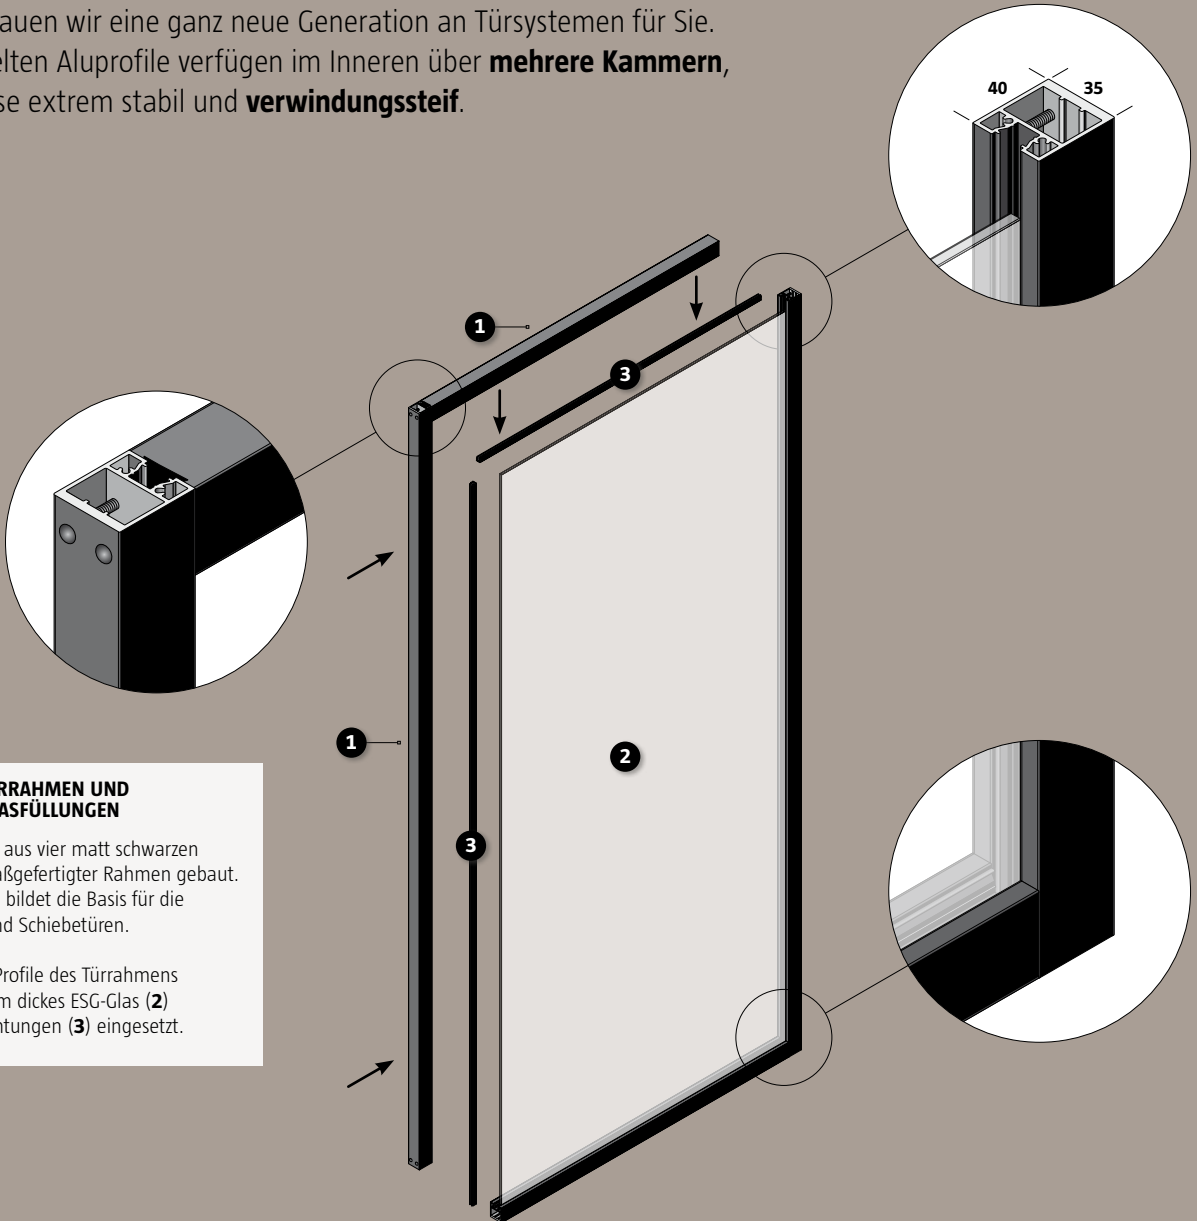 auen wir eine ganz neue Generation an Türsystemen für Sie.
elten Aluprofile verfügen im Inneren über mehrere Kammern,
se extrem stabil und verwindungssteif.
40 35
1
3
1
2
3
RRAHMEN UND
ASFÜLLUNGEN
aus vier matt schwarzen
aßgefertigter Rahmen gebaut.
bildet die Basis für die
nd Schiebetüren.
Profile des Türrahmens
m dickes ESG-Glas (2)
ntungen (3) eingesetzt.